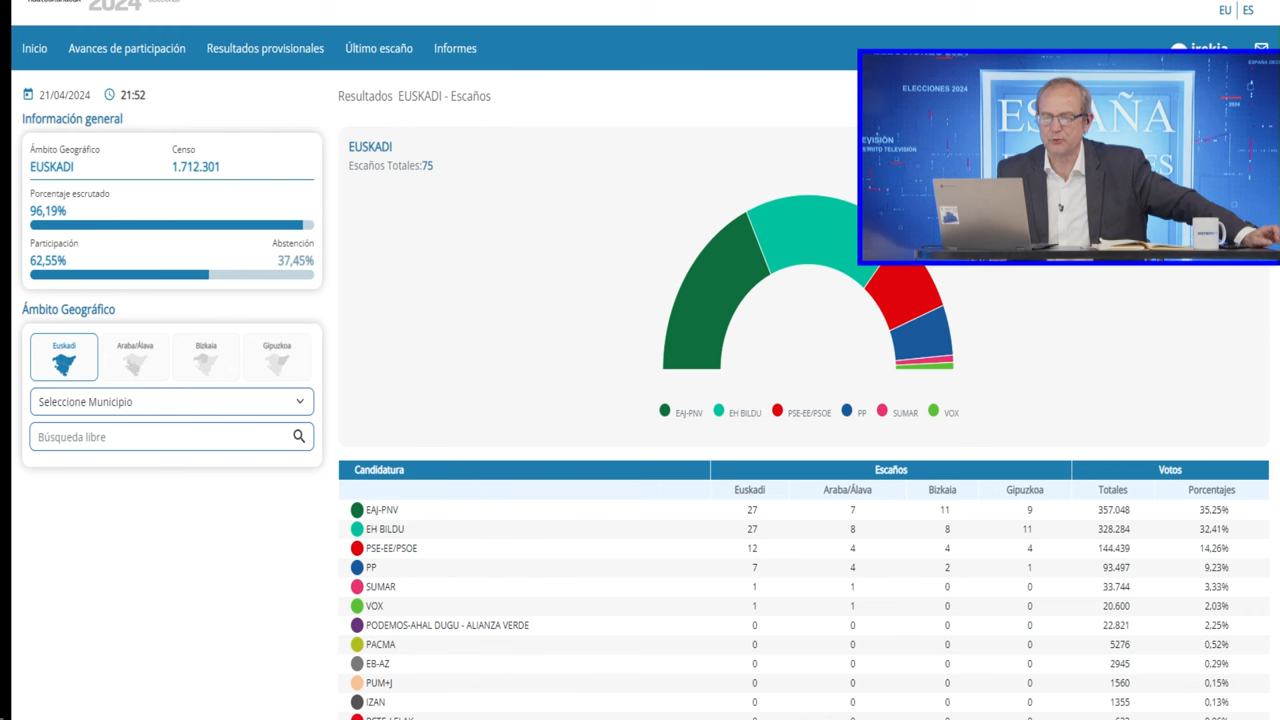 2024
EU | ES
Inicio Avances de participación Resultados provisionales Último escaño Informes
irekia
21/04/2024 21:52
Información general
Ámbito Geográfico Censo
EUSKADI 1.712.301
Porcentaje escrutado
96,19%
Participación Abstención
62,55% 37,45%
Ámbito Geográfico
Euskadi Araba/Álava Bizkaia Gipuzkoa
Seleccione Municipio
Búsqueda libre
Resultados EUSKADI - Escaños
EUSKADI
Escaños Totales:75
ELECCIONES 2024
ESPAÑA
EAJ-PNV EH BILDU PSE-EE/PSOE PP SUMAR VOX
Candidatura Escaños Votos
Euskadi Araba/Álava Bizkaia Gipuzkoa Totales Porcentajes
EAJ-PNV 27 7 11 9 357.048 35,25%
EH BILDU 27 8 8 11 328.284 32,41%
PSE-EE/PSOE 12 4 4 4 144.439 14,26%
PP 7 4 2 1 93.497 9,23%
SUMAR 1 1 0 0 33.744 3,33%
VOX 1 1 0 0 20.600 2,03%
PODEMOS-AHAL DUGU - ALIANZA VERDE 0 0 0 0 22.821 2,25%
PACMA 0 0 0 0 5276 0,52%
EB-AZ 0 0 0 0 2945 0,29%
PUM+J 0 0 0 0 1560 0,15%
IZAN 0 0 0 0 1355 0,13%